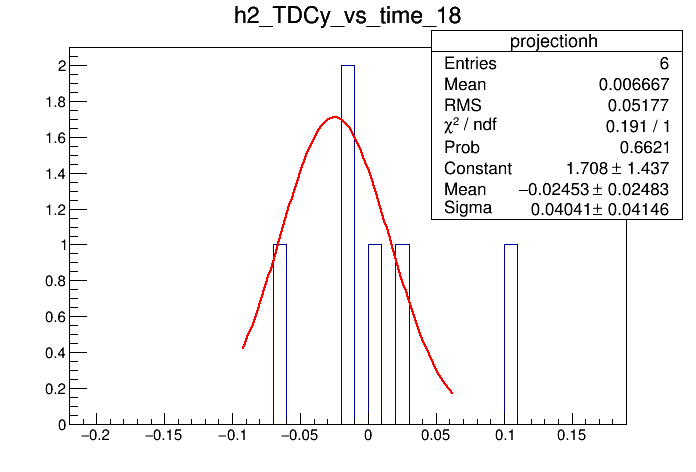 h2_TDCy_vs_time_18
projectionh
Entries 6
Mean 0.006667
RMS 0.05177
χ² / ndf 0.191 / 1
Prob 0.6621
Constant 1.708 ± 1.437
Mean −0.02453 ± 0.02483
Sigma 0.04041 ± 0.04146
2
1.8
1.6
1.4
1.2
1
0.8
0.6
0.4
0.2
0
−0.2 −0.15 −0.1 −0.05 0 0.05 0.1 0.15